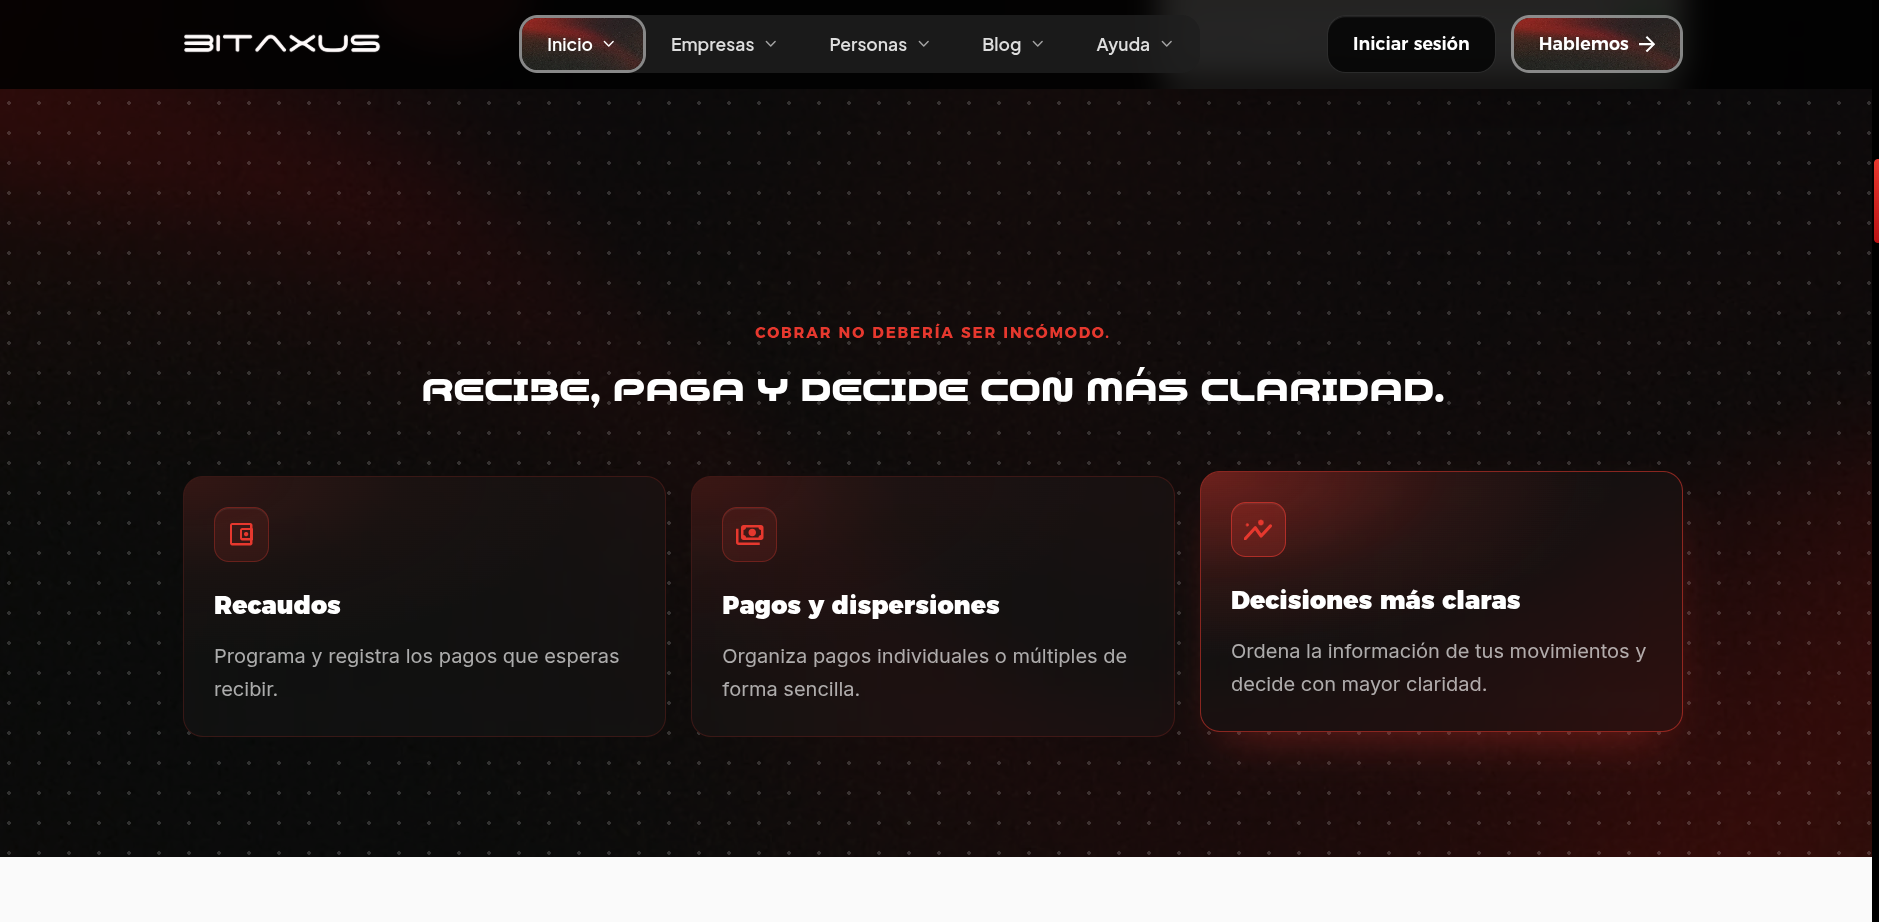 BITAXUS
Inicio
Empresas
Personas
Blog
Ayuda
Iniciar sesión
Hablemos
COBRAR NO DEBERÍA SER INCÓMODO.
RECIBE, PAGA Y DECIDE CON MÁS CLARIDAD.
Recaudos
Programa y registra los pagos que esperas
recibir.
Pagos y dispersiones
Organiza pagos individuales o múltiples de
forma sencilla.
Decisiones más claras
Ordena la información de tus movimientos y
decide con mayor claridad.